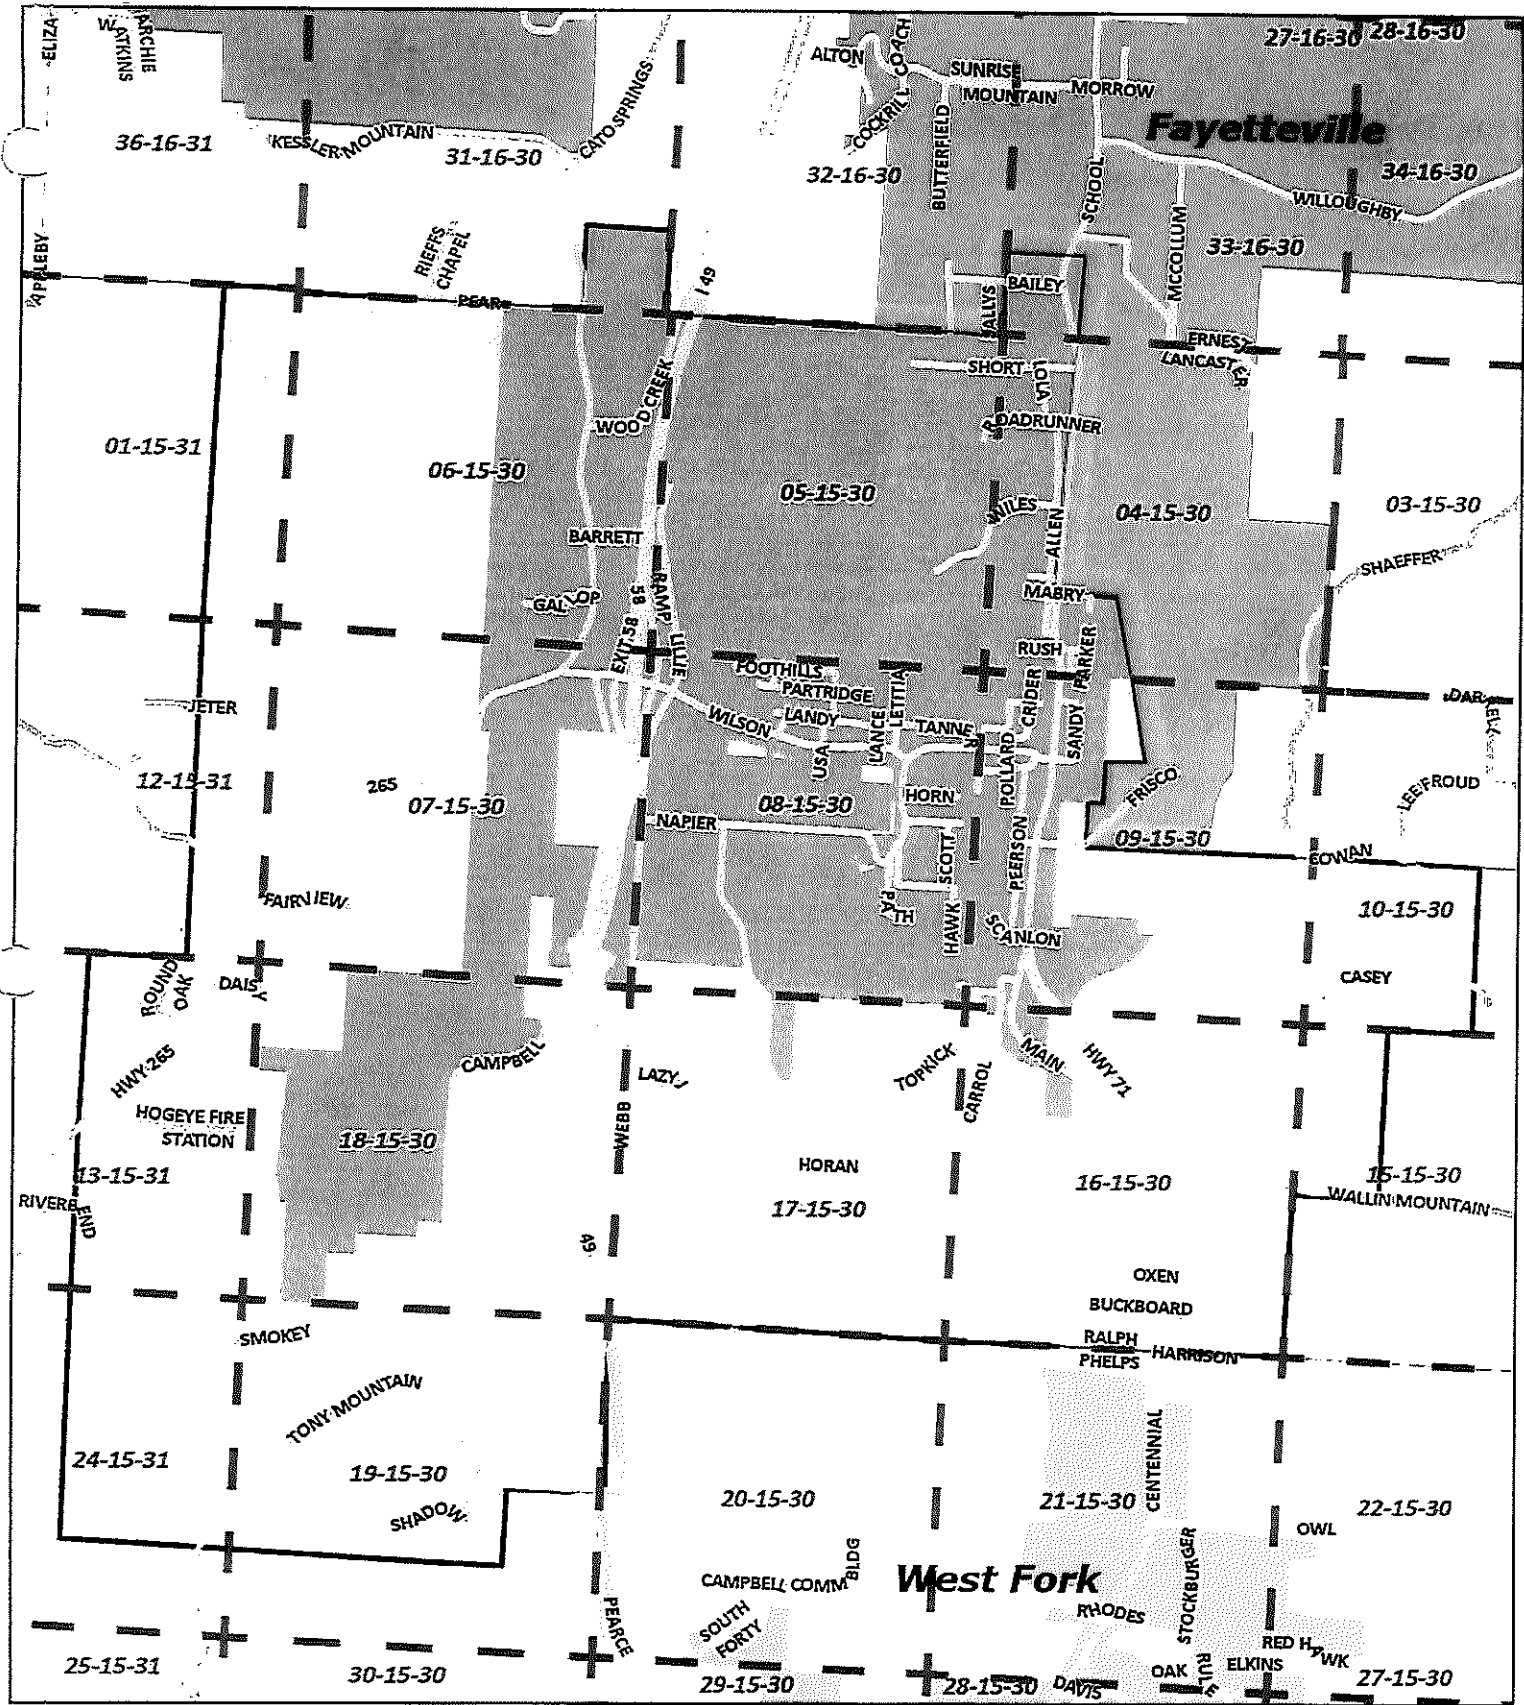 ELIZA
WATKINS
ARCHIE
ALTON
COCKRILL
COACH
SUNRISE
MOUNTAIN
MORROW
27-16-30
28-16-30
Fayetteville
36-16-31
KESSLER MOUNTAIN
31-16-30
CATO SPRINGS
32-16-30
BUTTERFIELD
SCHOOL
34-16-30
WILLOUGHBY
MCCOLLUM
33-16-30
APPLEBY
RIEFFS
CHAPEL
PEAR
I 49
SALLYS
BAILEY
ERNEST
LANCASTER
SHORT
LOLA
WOOD CREEK
ROADRUNNER
01-15-31
06-15-30
05-15-30
04-15-30
03-15-30
WILES
ALLEN
BARRETT
SHAEFFER
GALLOP
58
RAMP
MABRY
EXIT 58
LILLIE
RUSH
PARKER
FOOTHILLS
PARTRIDGE
LETITIA
CRIDER
SANDY
JETER
WILSON
LANDY
LANCE
TANNER
USA
POLLARD
12-15-31
265
07-15-30
08-15-30
HORN
FRISCO
LEE FROUD
NAPIER
SCOTT
PEERSON
09-15-30
COWAN
FAIRVIEW
PATH
HAWK
SCANLON
10-15-30
ROUND
OAK
DAISY
CASEY
HWY 265
CAMPBELL
LAZY J
TOPKICK
CARROL
MAIN
HWY 71
HOGEYE FIRE
STATION
WEBB
18-15-30
13-15-31
HORAN
17-15-30
16-15-30
15-15-30
RIVERBEND
WALLIN MOUNTAIN
49
OXEN
BUCKBOARD
SMOKEY
RALPH
PHELPS
HARRISON
TONY MOUNTAIN
CENTENNIAL
24-15-31
19-15-30
20-15-30
21-15-30
22-15-30
SHADOW
OWL
BLDG
STOCKBURGER
CAMPBELL COMM
West Fork
PEARCE
SOUTH
FORTY
RHODES
RED HAWK
25-15-31
30-15-30
29-15-30
28-15-30
DAVIS
OAK
RULE
ELKINS
27-15-30